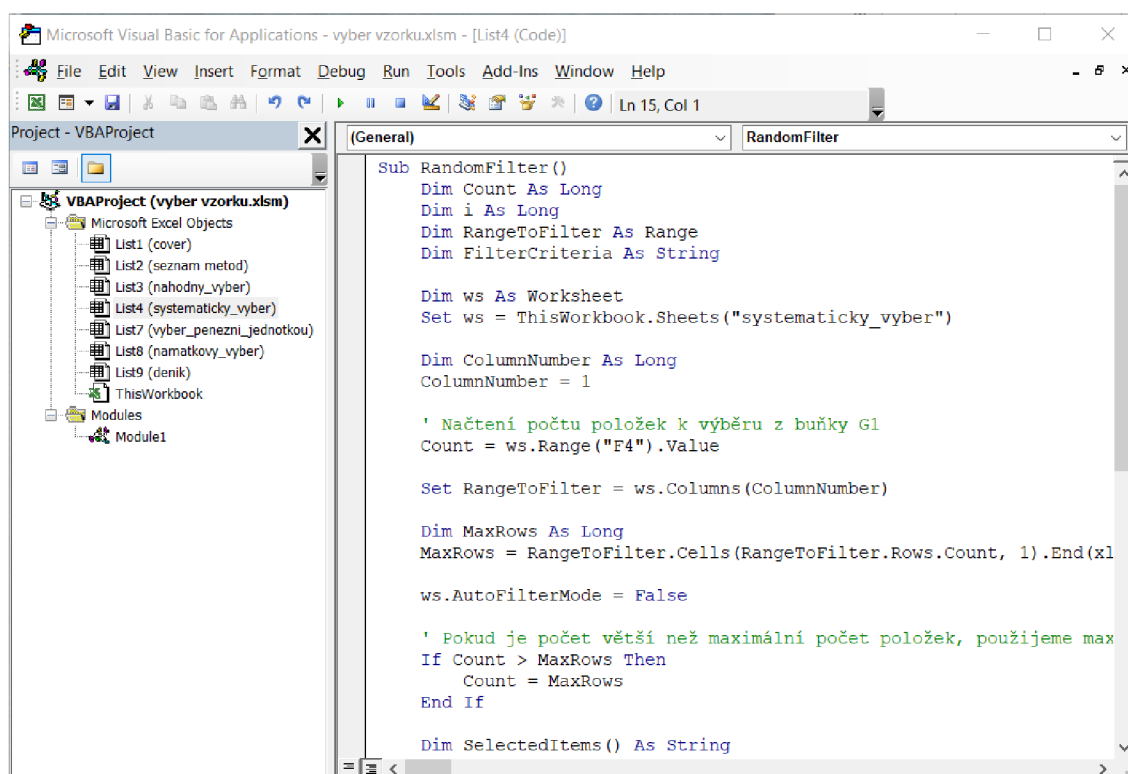 Microsoft Visual Basic for Applications - vyber vzorku.xlsm - [List4 (Code)]
File Edit View Insert Format Debug Run Tools Add-Ins Window Help
Ln 15, Col 1
Project - VBAProject
(General)
RandomFilter
VBAProject (vyber vzorku.xlsm)
Microsoft Excel Objects
List1 (cover)
List2 (seznam metod)
List3 (nahodny_vyber)
List4 (systematicky_vyber)
List7 (vyber_penezni_jednotkou)
List8 (namatkovy_vyber)
List9 (denik)
ThisWorkbook
Modules
Module1
Sub RandomFilter()
Dim Count As Long
Dim i As Long
Dim RangeToFilter As Range
Dim FilterCriteria As String
Dim ws As Worksheet
Set ws = ThisWorkbook.Sheets("systematicky_vyber")
Dim ColumnNumber As Long
ColumnNumber = 1
' Načtení počtu položek k výběru z buňky G1
Count = ws.Range("F4").Value
Set RangeToFilter = ws.Columns(ColumnNumber)
Dim MaxRows As Long
MaxRows = RangeToFilter.Cells(RangeToFilter.Rows.Count, 1).End(xl
ws.AutoFilterMode = False
' Pokud je počet větší než maximální počet položek, použijeme max
If Count > MaxRows Then
Count = MaxRows
End If
Dim SelectedItems() As String